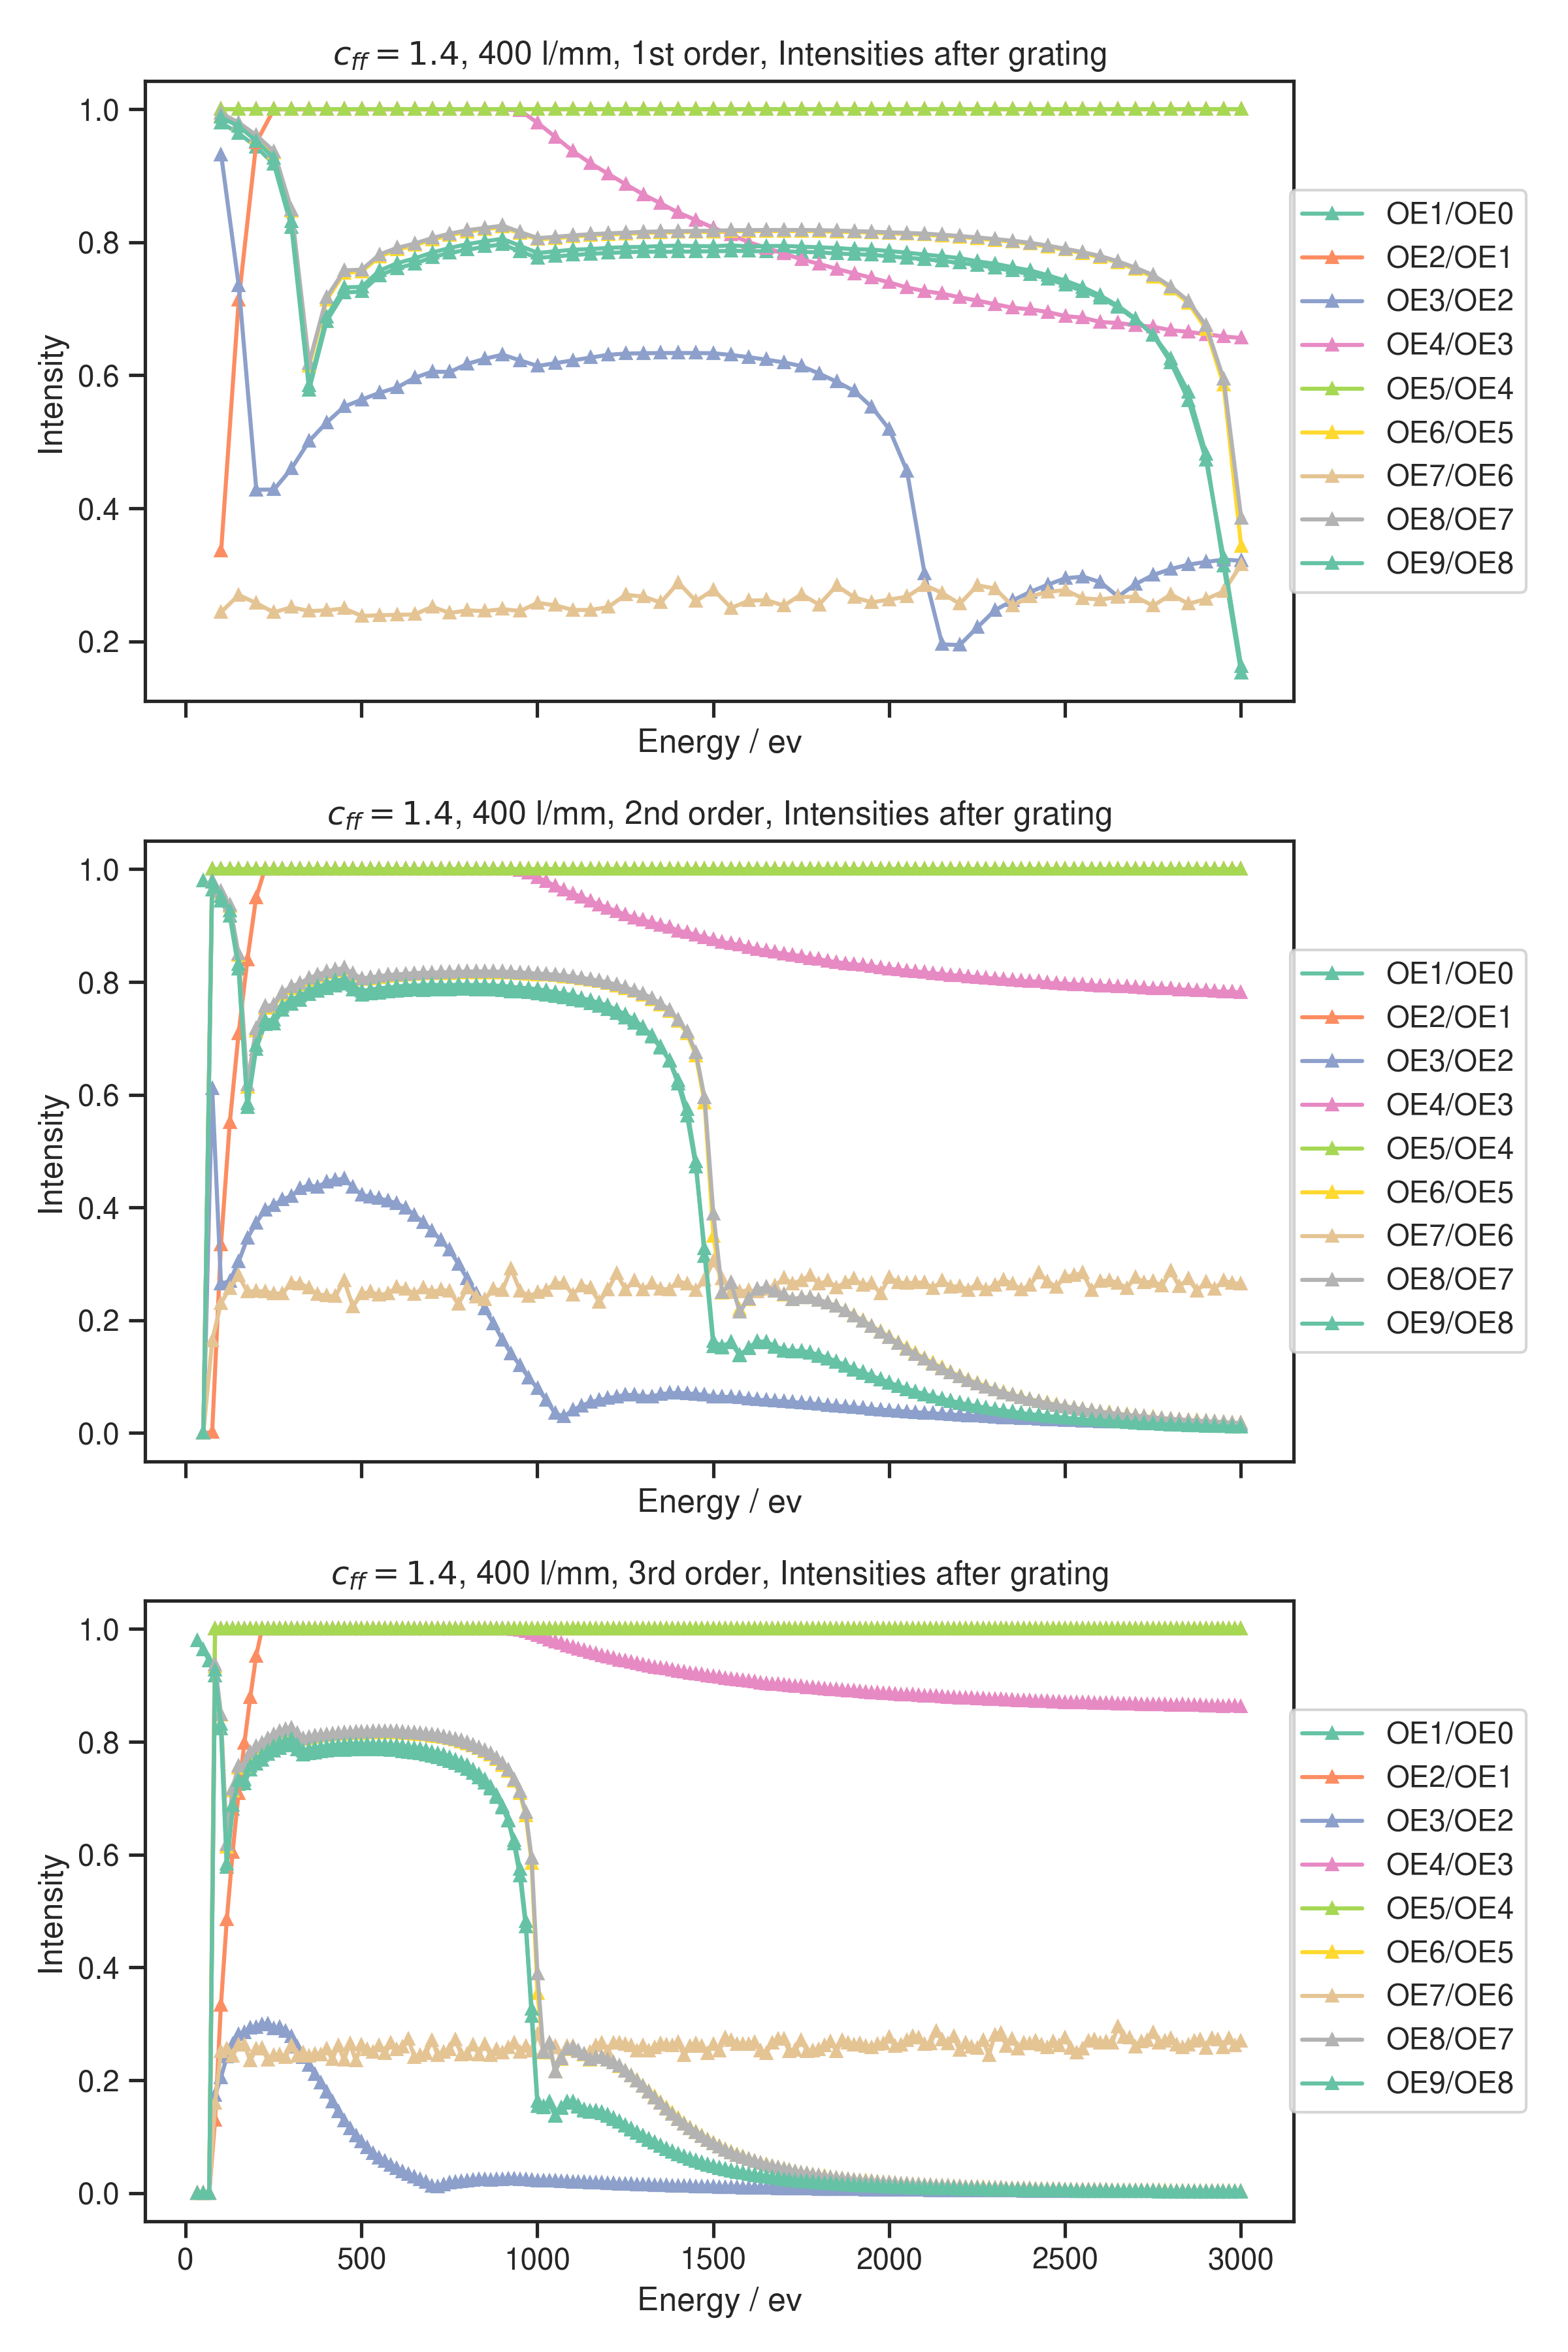 c_ff = 1.4, 400 l/mm, 1st order, Intensities after grating
1.0
0.8
0.6
0.4
0.2
Intensity
Energy / ev
OE1/OE0
OE2/OE1
OE3/OE2
OE4/OE3
OE5/OE4
OE6/OE5
OE7/OE6
OE8/OE7
OE9/OE8
c_ff = 1.4, 400 l/mm, 2nd order, Intensities after grating
1.0
0.8
0.6
0.4
0.2
0.0
Intensity
Energy / ev
OE1/OE0
OE2/OE1
OE3/OE2
OE4/OE3
OE5/OE4
OE6/OE5
OE7/OE6
OE8/OE7
OE9/OE8
c_ff = 1.4, 400 l/mm, 3rd order, Intensities after grating
1.0
0.8
0.6
0.4
0.2
0.0
Intensity
0 500 1000 1500 2000 2500 3000
Energy / ev
OE1/OE0
OE2/OE1
OE3/OE2
OE4/OE3
OE5/OE4
OE6/OE5
OE7/OE6
OE8/OE7
OE9/OE8